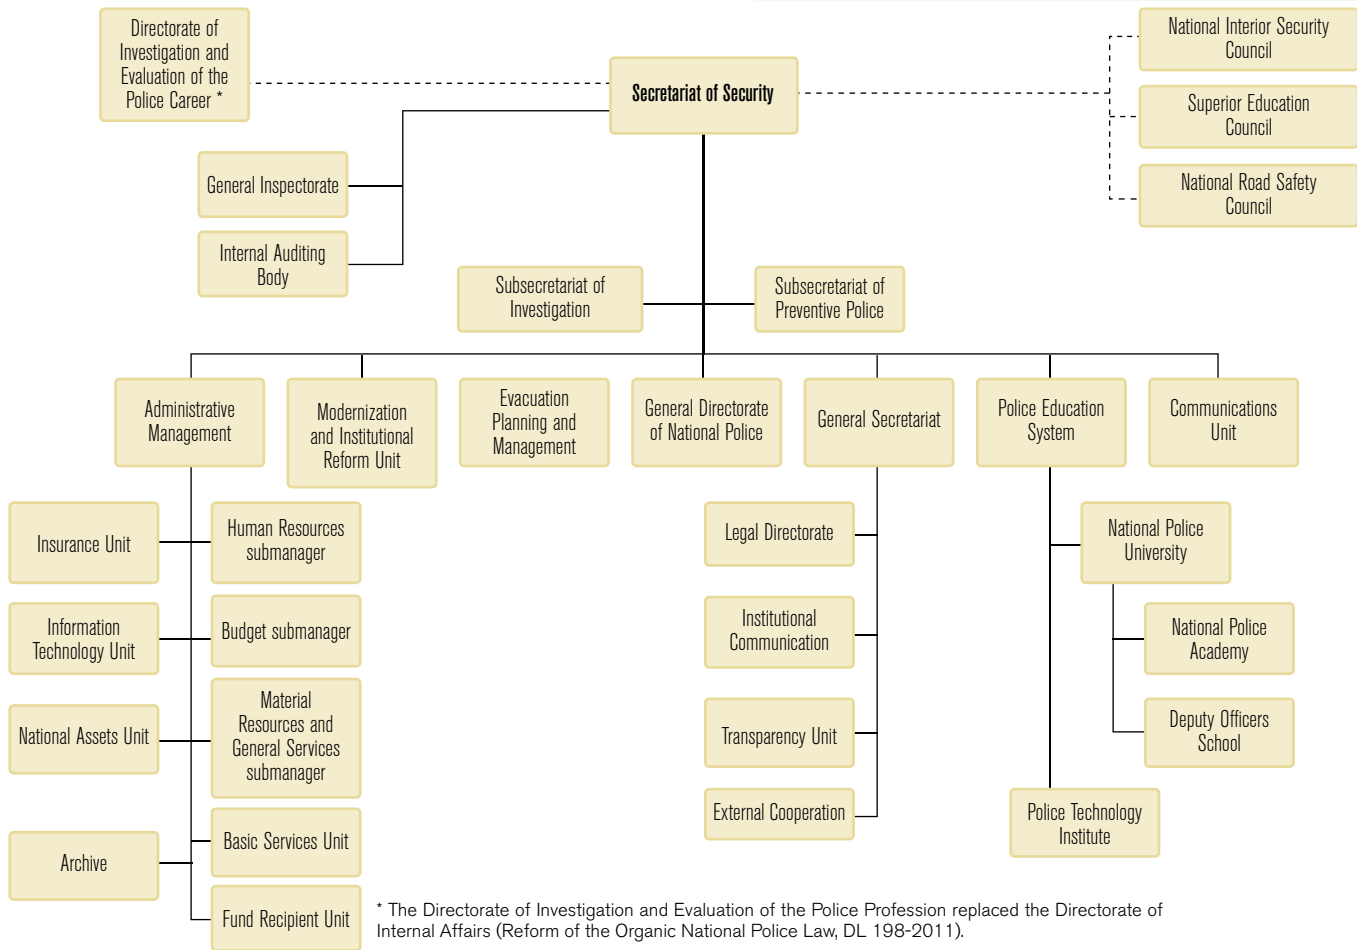 Directorate of
Investigation and
Evaluation of the
Police Career *
Secretariat of Security
National Interior Security
Council
Superior Education
Council
National Road Safety
Council
General Inspectorate
Internal Auditing
Body
Subsecretariat of
Investigation
Subsecretariat of
Preventive Police
Administrative
Management
Modernization
and Institutional
Reform Unit
Evacuation
Planning and
Management
General Directorate
of National Police
General Secretariat
Police Education
System
Communications
Unit
Insurance Unit
Human Resources
submanager
Information
Technology Unit
Budget submanager
National Assets Unit
Material
Resources and
General Services
submanager
Archive
Basic Services Unit
Fund Recipient Unit
Legal Directorate
Institutional
Communication
Transparency Unit
External Cooperation
National Police
University
National Police
Academy
Deputy Officers
School
Police Technology
Institute
* The Directorate of Investigation and Evaluation of the Police Profession replaced the Directorate of
Internal Affairs (Reform of the Organic National Police Law, DL 198-2011).